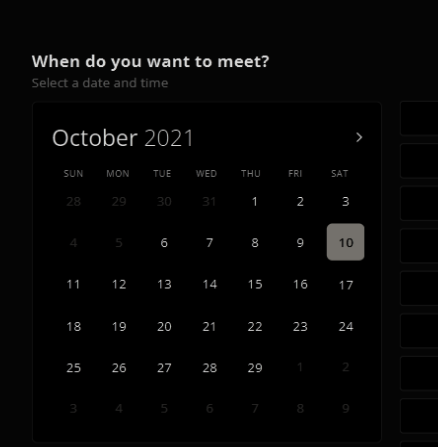 When do you want to meet?
Select a date and time
October 2021 >
SUN MON TUE WED THU FRI SAT
28 29 30 31 1 2 3
4 5 6 7 8 9 10
11 12 13 14 15 16 17
18 19 20 21 22 23 24
25 26 27 28 29 1 2
3 4 5 6 7 8 9